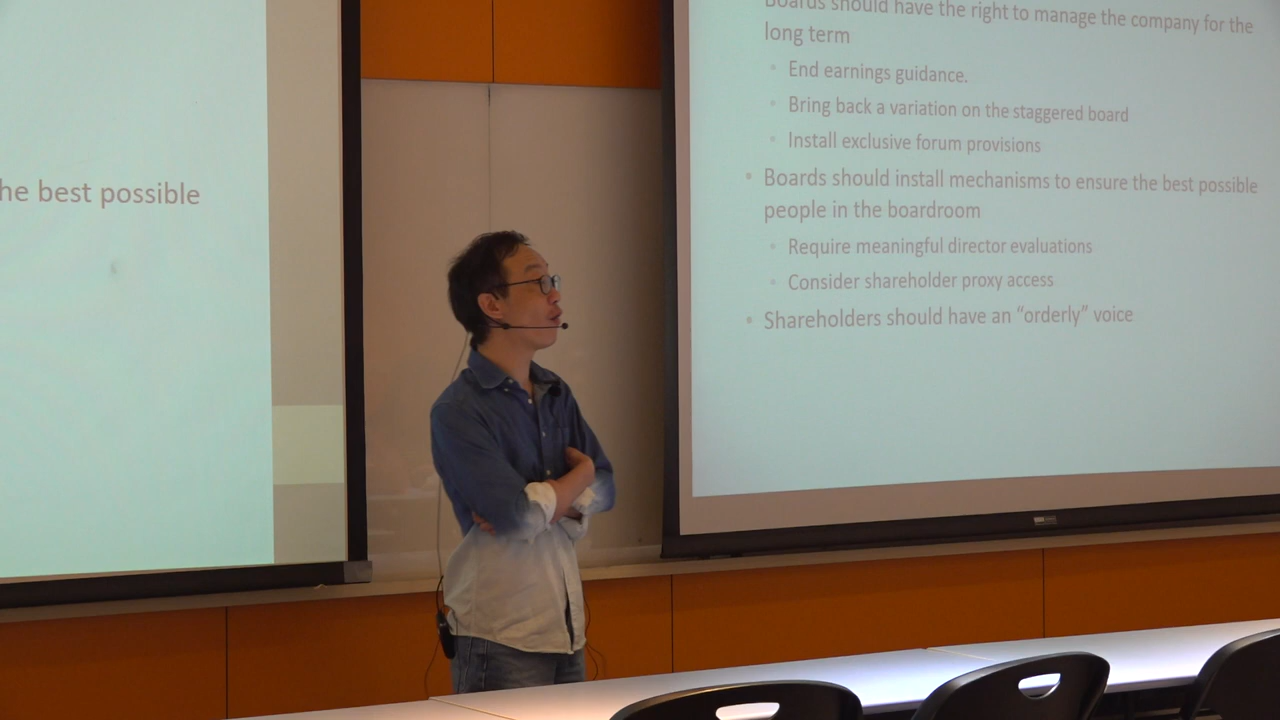 he best possible
Boards should have the right to manage the company for the
long term
End earnings guidance.
Bring back a variation on the staggered board
Install exclusive forum provisions
Boards should install mechanisms to ensure the best possible
people in the boardroom
Require meaningful director evaluations
Consider shareholder proxy access
Shareholders should have an “orderly” voice